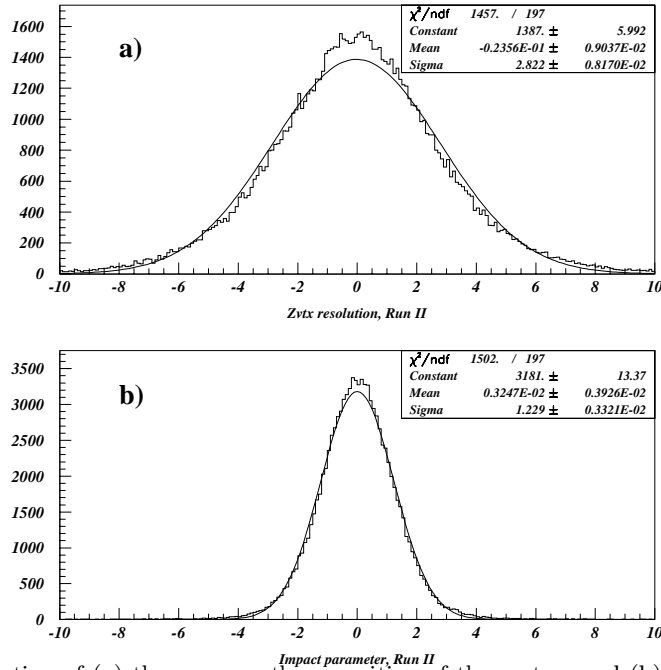 χ²/ndf 1457. / 197
Constant 1387. ± 5.992
Mean -0.2356E-01 ± 0.9037E-02
Sigma 2.822 ± 0.8170E-02
a)
1600
1400
1200
1000
800
600
400
200
0
-10 -8 -6 -4 -2 0 2 4 6 8 10
Zvtx resolution, Run II
χ²/ndf 1502. / 197
Constant 3181. ± 13.37
Mean 0.3247E-02 ± 0.3926E-02
Sigma 1.229 ± 0.3321E-02
b)
3500
3000
2500
2000
1500
1000
500
0
-10 -8 -6 -4 -2 0 2 4 6 8 10
Impact parameter, Run II